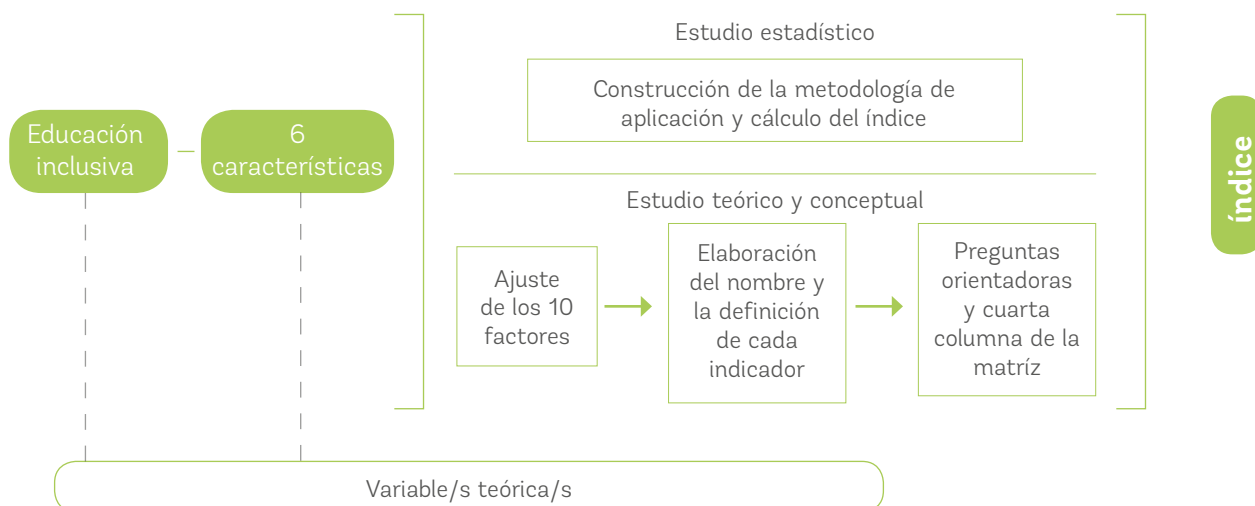 Educación
inclusiva
6
características
Estudio estadístico
Construcción de la metodología de
aplicación y cálculo del índice
Estudio teórico y conceptual
Ajuste
de los 10
factores
Elaboración
del nombre y
la definición
de cada
indicador
Preguntas
orientadoras
y cuarta
columna de la
matríz
índice
Variable/s teórica/s